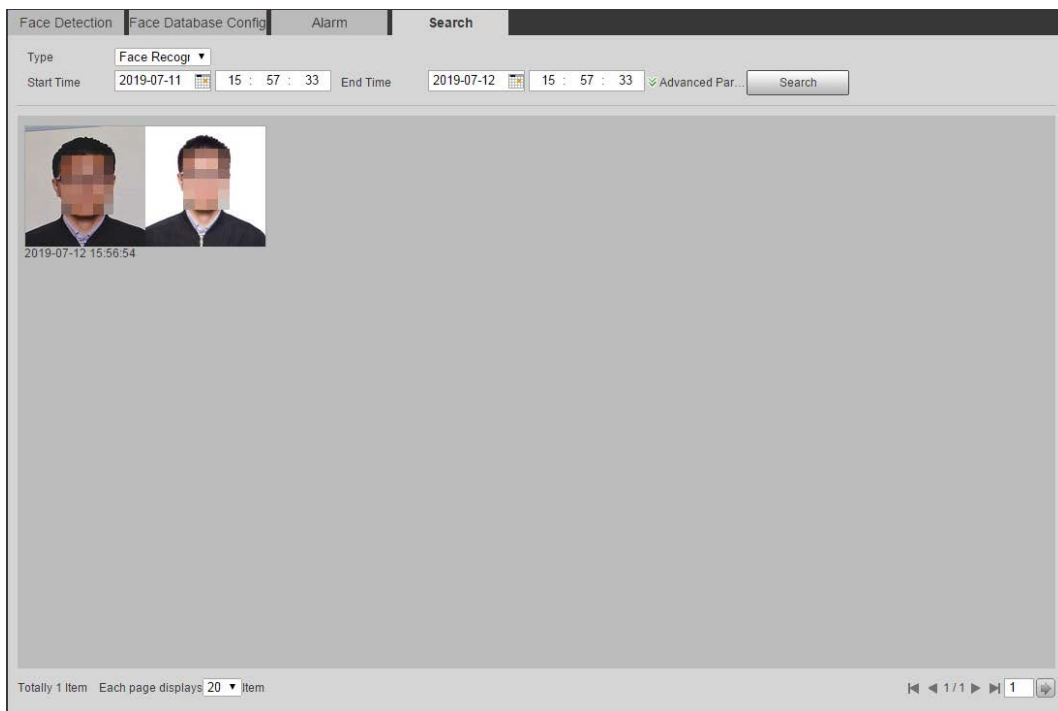 Face Detection Face Database Config Alarm Search
Type Face Recogr
Start Time 2019-07-11 15 : 57 : 33 End Time 2019-07-12 15 : 57 : 33 Advanced Par... Search
2019-07-12 15:56:54
Totally 1 Item Each page displays 20 Item 1 / 1 1